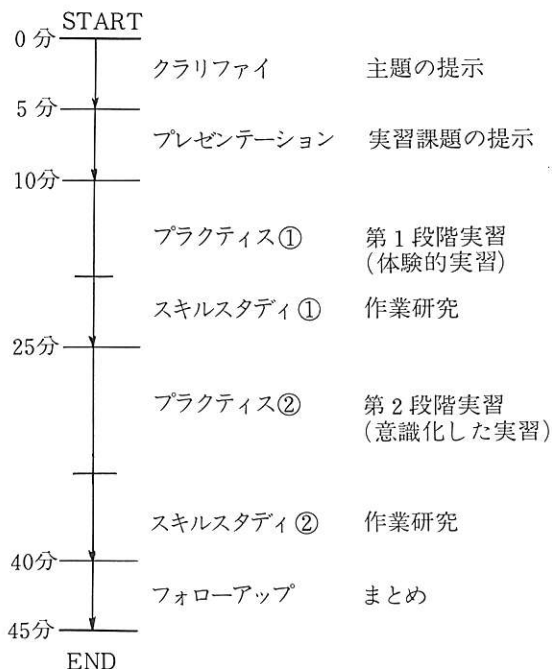 START
0分
クラリファイ 主題の提示
5分
プレゼンテーション 実習課題の提示
10分
プラクティス① 第1段階実習
(体験的実習)
スキルスタディ① 作業研究
25分
プラクティス② 第2段階実習
(意識化した実習)
スキルスタディ② 作業研究
40分
フォローアップ まとめ
45分
END